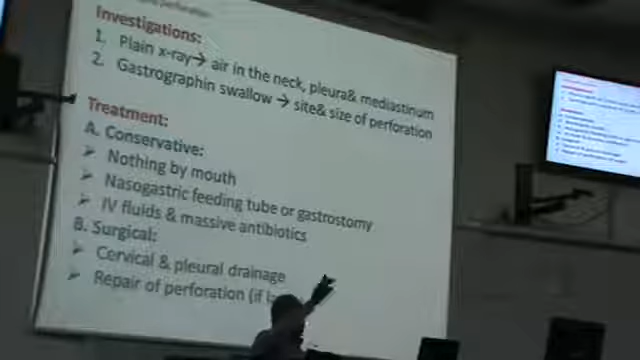 perforation
Investigations:
1. Plain x-ray→ air in the neck, pleura& mediastinum
2. Gastrographin swallow → site& size of perforation
Treatment:
A. Conservative:
➢ Nothing by mouth
➢ Nasogastric feeding tube or gastrostomy
➢ IV fluids & massive antibiotics
B. Surgical:
➢ Cervical & pleural drainage
➢ Repair of perforation (if